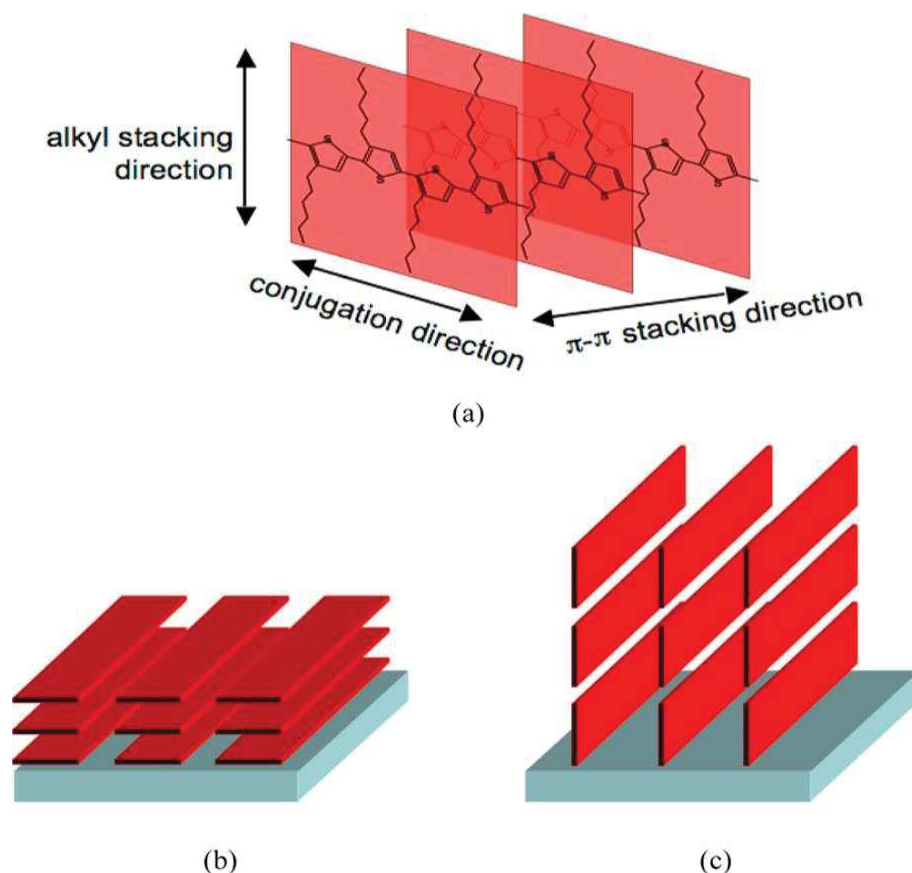 alkyl stacking
direction
S
S
S
S
S
S
S
S
conjugation direction
π-π stacking direction
(a)
(b)
(c)